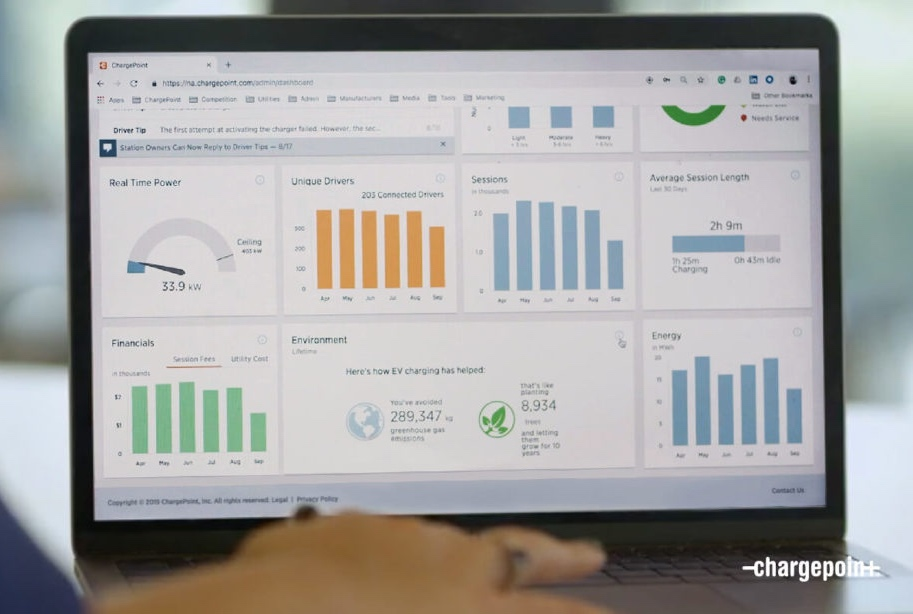 ChargePoint
https://na.chargepoint.com/admin/dashboard
Apps ChargePoint Competition Utilities Admin Manufacturers Media Tools Marketing Other Bookmarks
Driver Tip The first attempt at activating the charger failed. However, the sec...
Station Owners Can Now Reply to Driver Tips — 8/17
0
Light Moderate Heavy
Needs Service
Real Time Power
Ceiling
403 kW
33.9 kW
Unique Drivers
203 Connected Drivers
300
200
100
0
Apr May Jun Jul Aug Sep
Sessions
in thousands
2.0
1.0
0
Apr May Jun Jul Aug Sep
Average Session Length
Last 30 Days
2h 9m
1h 25m
Charging
0h 43m Idle
Financials
Session Fees Utility Cost
in thousands
$2
$1
0
Apr May Jun Jul Aug Sep
Environment
Lifetime
Here's how EV charging has helped:
You've avoided
289,347 kg
greenhouse gas
emissions
that's like
planting
8,934
trees
and letting
them
grow for 10
years
Energy
in MWh
20
15
10
5
0
Apr May Jun Jul Aug Sep
Copyright © 2019 ChargePoint, Inc. All rights reserved. Legal | Privacy Policy
Contact Us
chargepoint